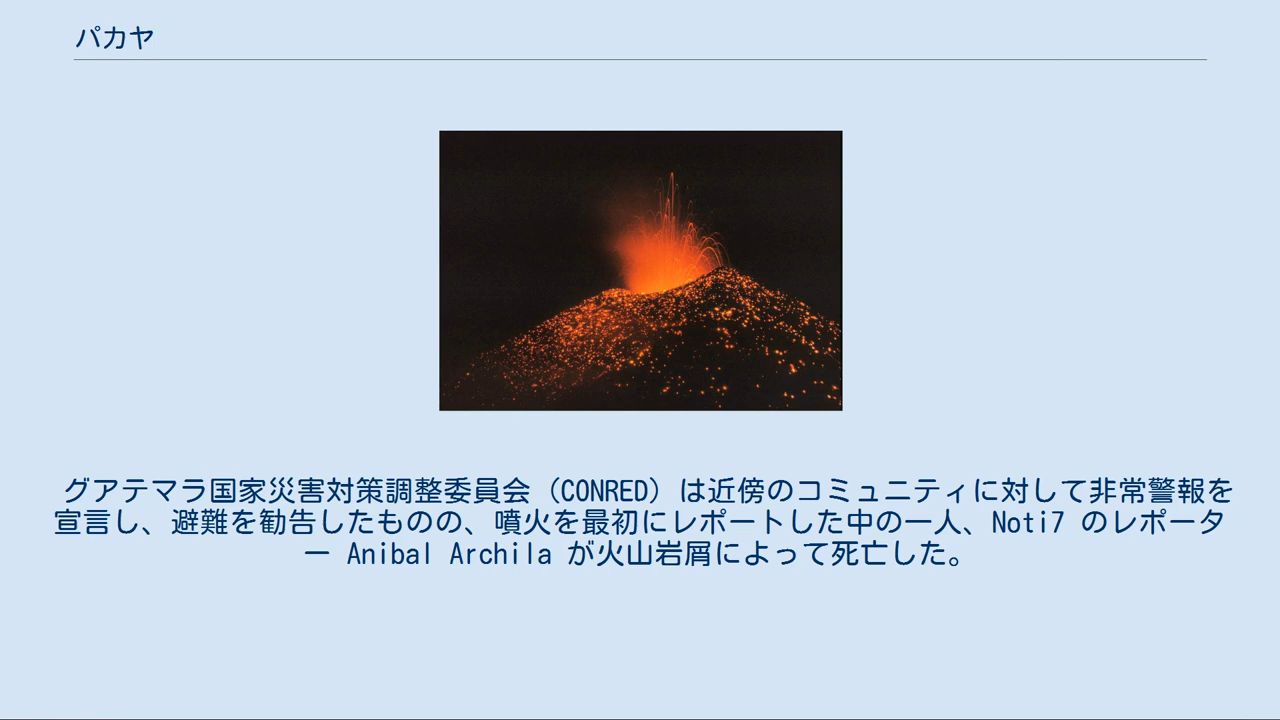 パカヤ
グアテマラ国家災害対策調整委員会（CONRED）は近傍のコミュニティに対して非常警報を
宣言し、避難を勧告したものの、噴火を最初にレポートした中の一人、Noti7 のレポータ
ー Anibal Archila が火山岩屑によって死亡した。